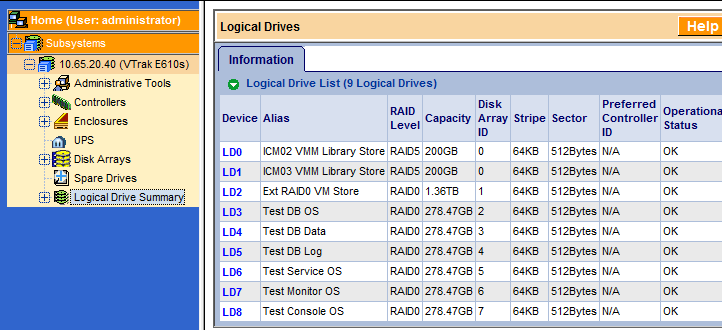 Home (User: administrator)
Subsystems
10.65.20.40 (VTrak E610s)
Administrative Tools
Controllers
Enclosures
UPS
Disk Arrays
Spare Drives
Logical Drive Summary
Logical Drives Help
Information
Logical Drive List (9 Logical Drives)
Device Alias RAID Level Capacity Disk Array ID Stripe Sector Preferred Controller ID Operational Status
LD0 ICM02 VMM Library Store RAID5 200GB 0 64KB 512Bytes N/A OK
LD1 ICM03 VMM Library Store RAID5 200GB 0 64KB 512Bytes N/A OK
LD2 Ext RAID0 VM Store RAID0 1.36TB 1 64KB 512Bytes N/A OK
LD3 Test DB OS RAID0 278.47GB 2 64KB 512Bytes N/A OK
LD4 Test DB Data RAID0 278.47GB 3 64KB 512Bytes N/A OK
LD5 Test DB Log RAID0 278.47GB 4 64KB 512Bytes N/A OK
LD6 Test Service OS RAID0 278.47GB 5 64KB 512Bytes N/A OK
LD7 Test Monitor OS RAID0 278.47GB 6 64KB 512Bytes N/A OK
LD8 Test Console OS RAID0 278.47GB 7 64KB 512Bytes N/A OK